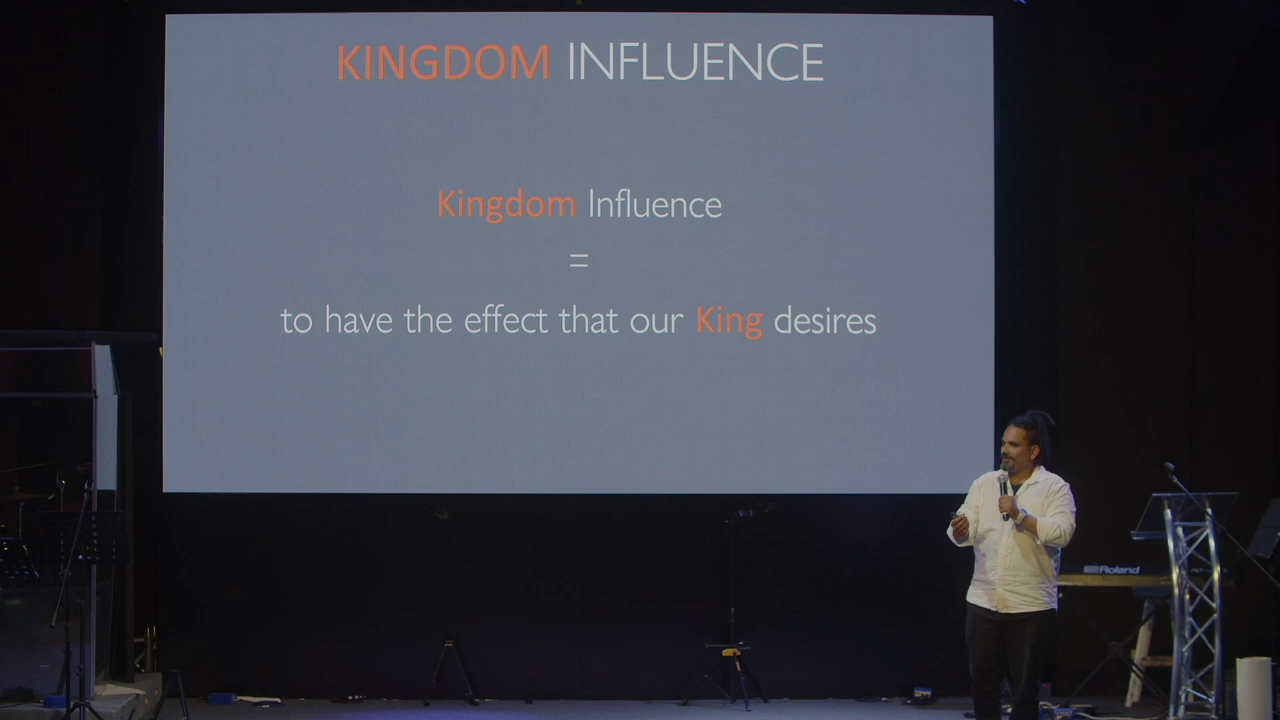 KINGDOM INFLUENCE
Kingdom Influence
=
to have the effect that our King desires
Roland